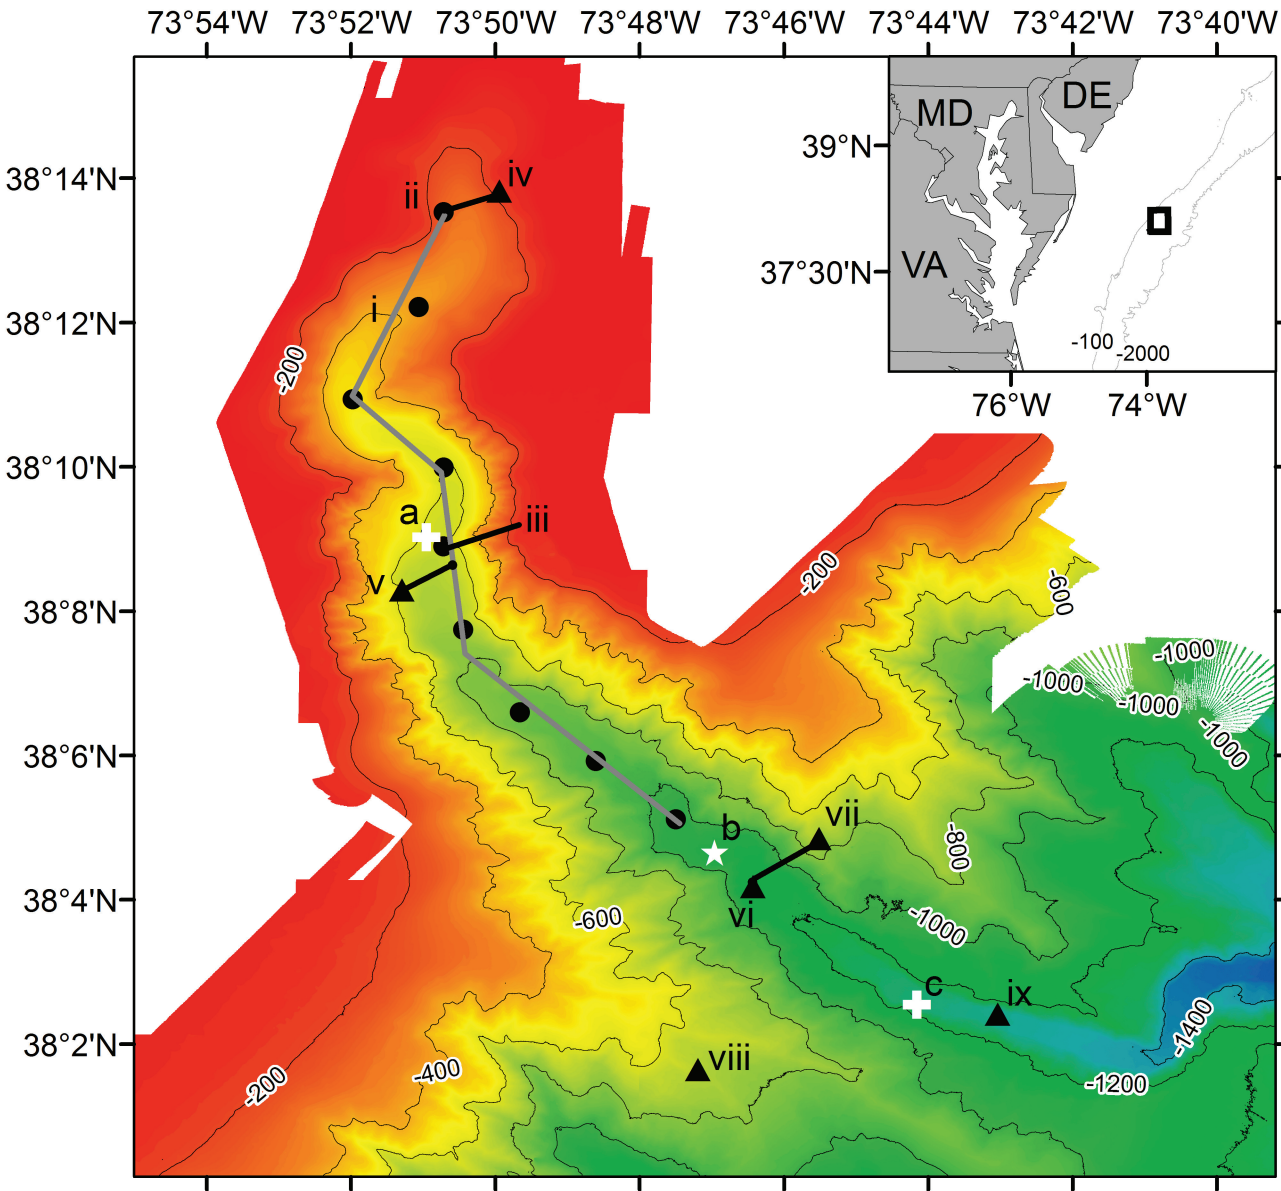 73°54'W 73°52'W 73°50'W 73°48'W 73°46'W 73°44'W 73°42'W 73°40'W
MD
DE
39°N
VA
37°30'N
-100
-2000
76°W
74°W
38°14'N
ii
iv
38°12'N
i
-200
38°10'N
a
iii
v
-200
-600
38°8'N
-1000
-1000
-1000
-1000
38°6'N
b
vii
-800
38°4'N
vi
-600
-1000
c
ix
38°2'N
-1400
viii
-400
-200
-1200